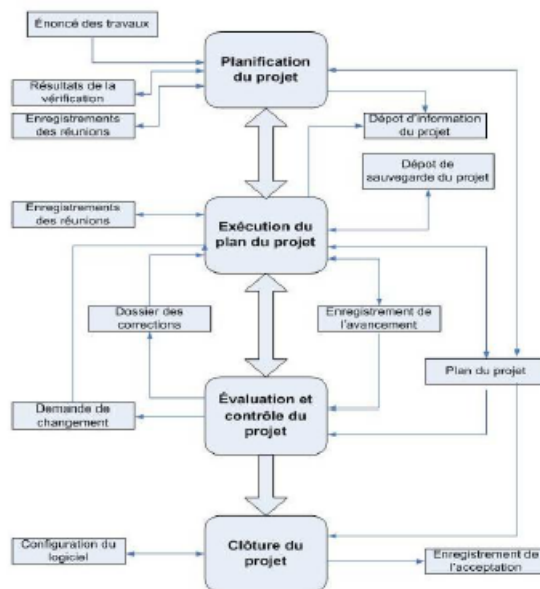 Énoncé des travaux
Planification
du projet
Résultats de la
vérification
Enregistrements
des réunions
Dépôt d'information
du projet
Dépôt de
sauvegarde du projet
Enregistrements
des réunions
Exécution du
plan du projet
Dossier des
corrections
Enregistrement de
l'avancement
Plan du projet
Évaluation et
contrôle du
projet
Demande de
changement
Configuration du
logiciel
Clôture du
projet
Enregistrement de
l'acceptation